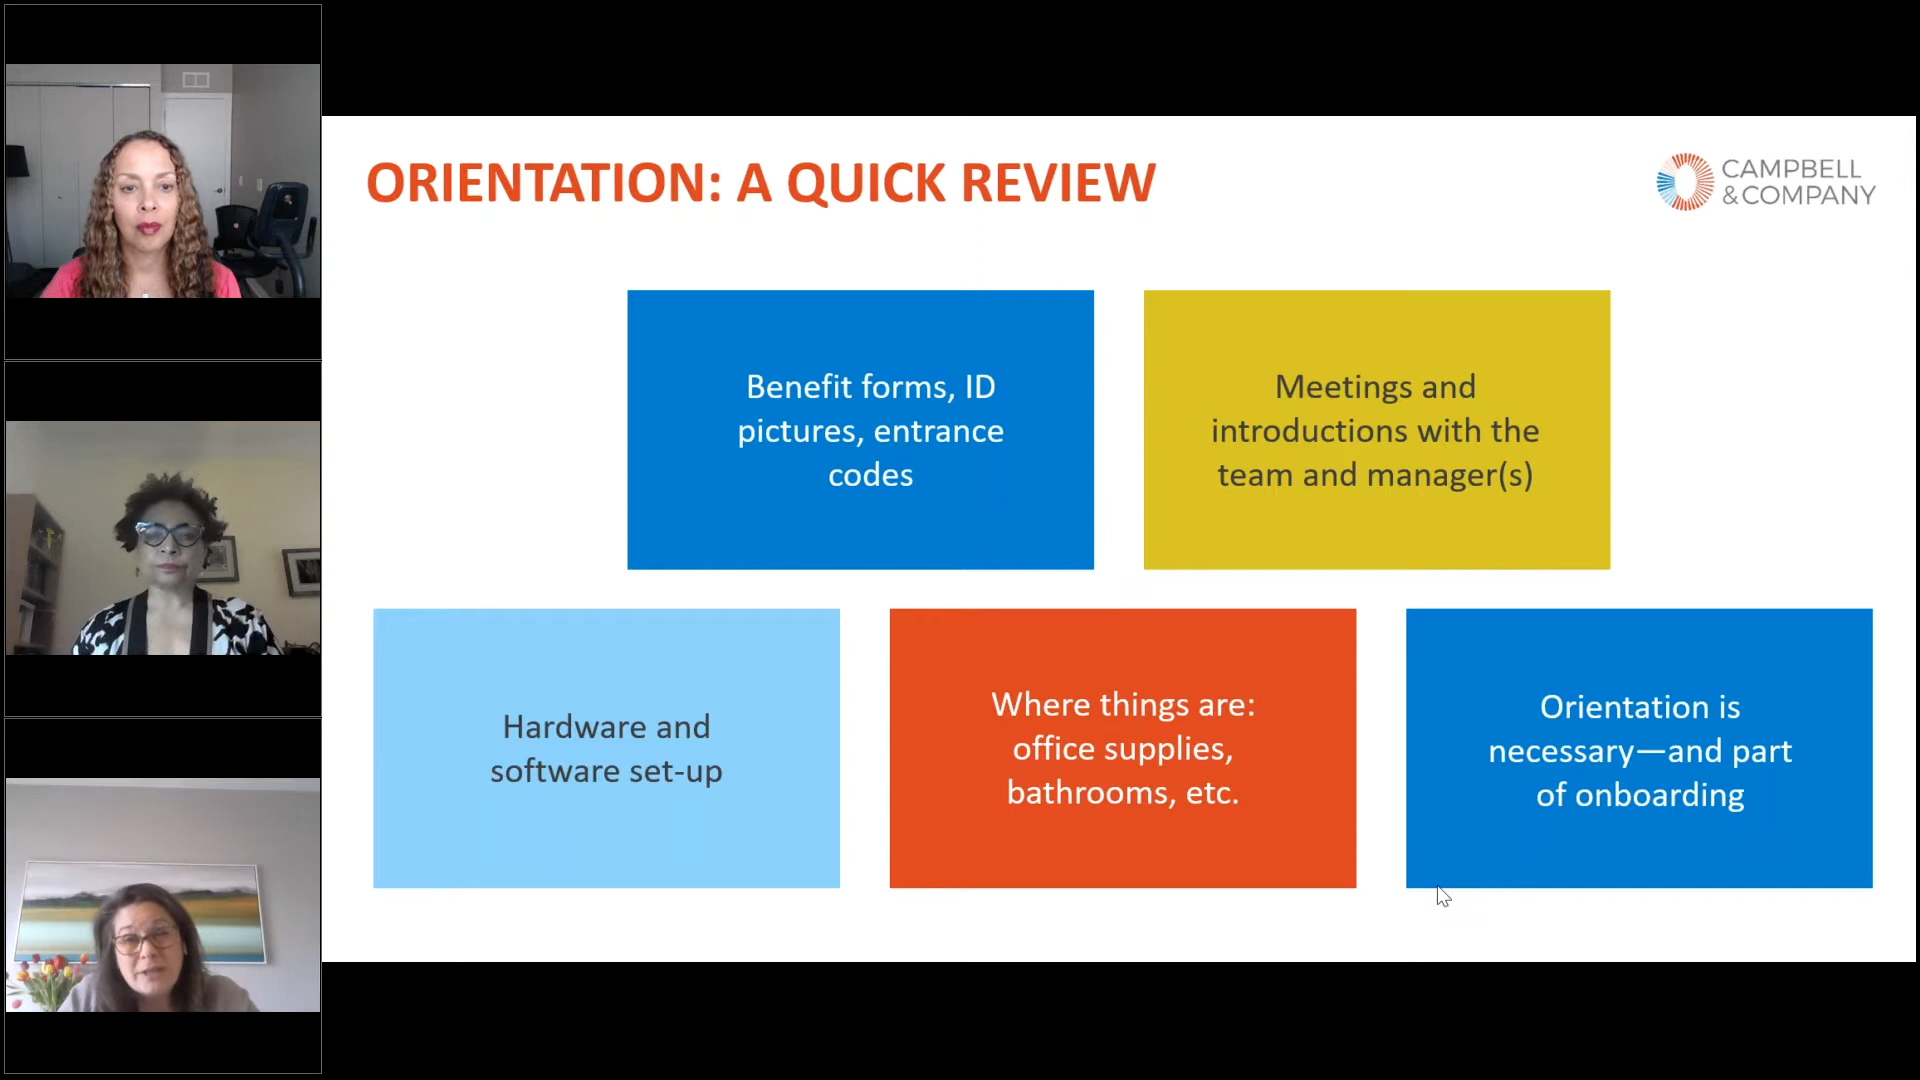 ORIENTATION: A QUICK REVIEW
CAMPBELL
&COMPANY
Benefit forms, ID
pictures, entrance
codes
Meetings and
introductions with the
team and manager(s)
Hardware and
software set-up
Where things are:
office supplies,
bathrooms, etc.
Orientation is
necessary—and part
of onboarding